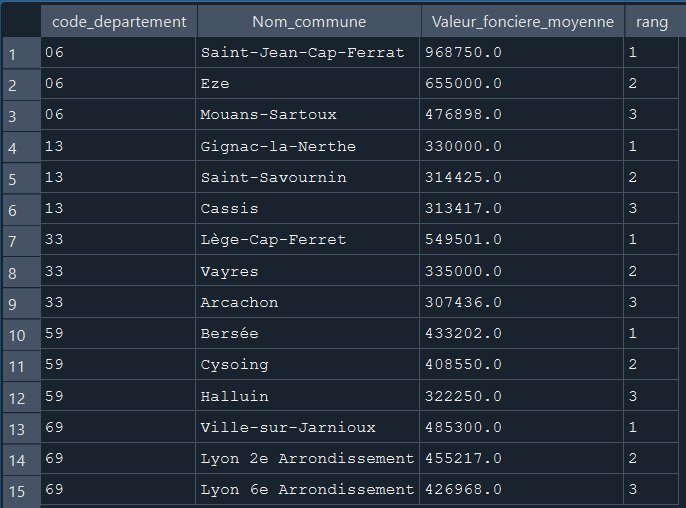 code_departement Nom_commune Valeur_fonciere_moyenne rang
1 06 Saint-Jean-Cap-Ferrat 968750.0 1
2 06 Eze 655000.0 2
3 06 Mouans-Sartoux 476898.0 3
4 13 Gignac-la-Nerthe 330000.0 1
5 13 Saint-Savournin 314425.0 2
6 13 Cassis 313417.0 3
7 33 Lège-Cap-Ferret 549501.0 1
8 33 Vayres 335000.0 2
9 33 Arcachon 307436.0 3
10 59 Bersée 433202.0 1
11 59 Cysoing 408550.0 2
12 59 Halluin 322250.0 3
13 69 Ville-sur-Jarnioux 485300.0 1
14 69 Lyon 2e Arrondissement 455217.0 2
15 69 Lyon 6e Arrondissement 426968.0 3